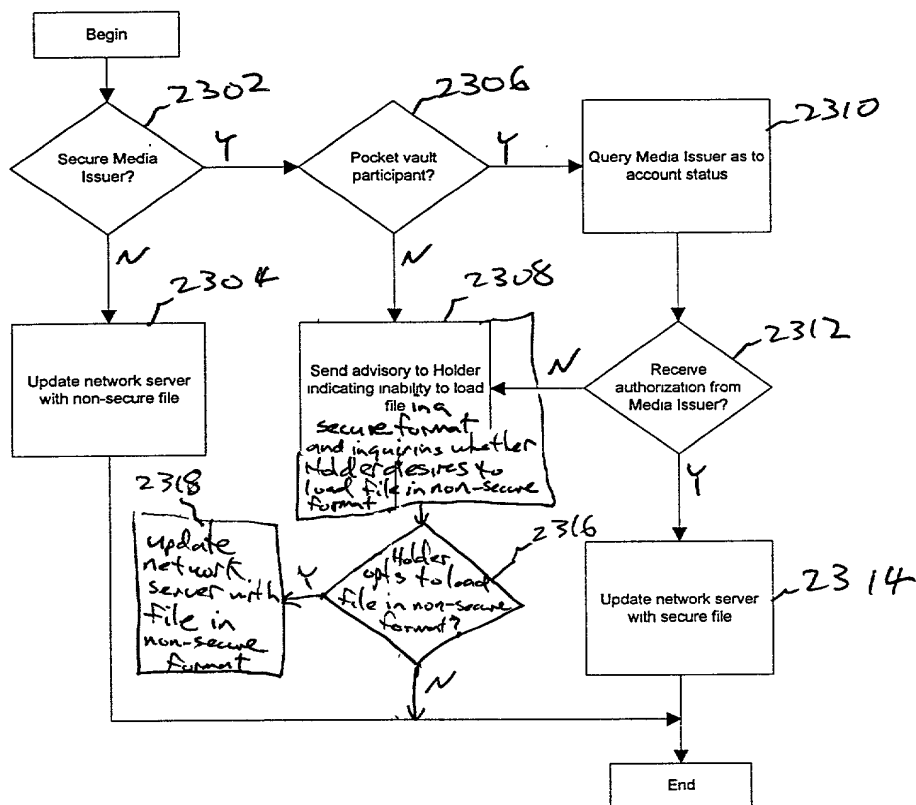 Begin
2302
Secure Media
Issuer?
Y
N
2306
Pocket vault
participant?
Y
N
2310
Query Media Issuer as to
account status
2304
Update network server
with non-secure file
2308
Send advisory to Holder
indicating inability to load
file in a
secure format
and inquiring whether
Holder desires to
load file in non-secure
format
N
2312
Receive
authorization from
Media Issuer?
Y
2318
update
network
server with
file in
non-secure
format
Y
2316
Holder
opts to load
file in non-secure
format?
N
2314
Update network server
with secure file
End